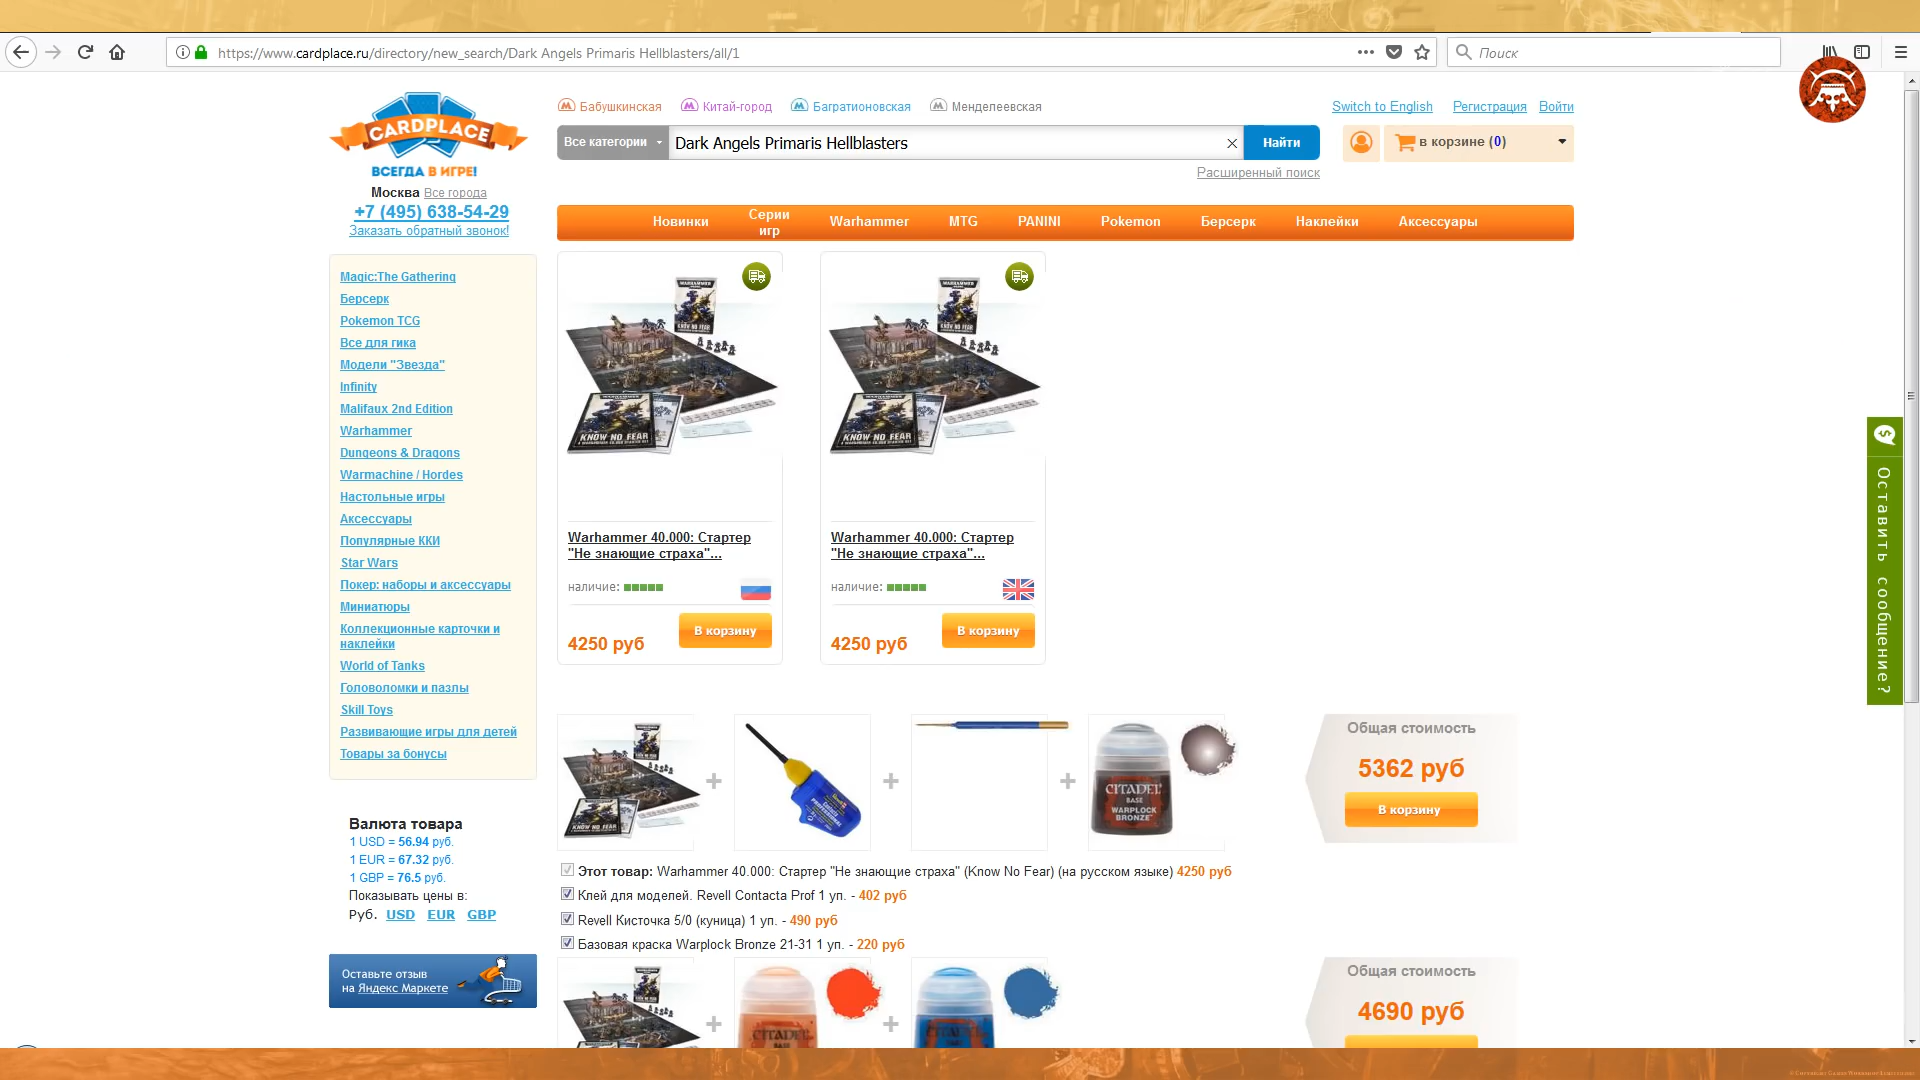 https://www.cardplace.ru/directory/new_search/Dark Angels Primaris Hellblasters/all/1
Поиск
CARDPLACE
ВСЕГДА В ИГРЕ!
Москва Все города
+7 (495) 638-54-29
Заказать обратный звонок!
Бабушкинская
Китай-город
Багратионовская
Менделеевская
Switch to English
Регистрация
Войти
Все категории
Dark Angels Primaris Hellblasters
Найти
в корзине (0)
Расширенный поиск
Новинки
Серии игр
Warhammer
MTG
PANINI
Pokemon
Берсерк
Наклейки
Аксессуары
Magic:The Gathering
Берсерк
Pokemon TCG
Все для гика
Модели "Звезда"
Infinity
Malifaux 2nd Edition
Warhammer
Dungeons & Dragons
Warmachine / Hordes
Настольные игры
Аксессуары
Популярные ККИ
Star Wars
Покер: наборы и аксессуары
Миниатюры
Коллекционные карточки и
наклейки
World of Tanks
Головоломки и пазлы
Skill Toys
Развивающие игры для детей
Товары за бонусы
Валюта товара
1 USD = 56.94 руб.
1 EUR = 67.32 руб.
1 GBP = 76.5 руб.
Показывать цены в:
Руб. USD EUR GBP
Оставьте отзыв
на Яндекс Маркете
KNOW NO FEAR
Warhammer 40.000: Стартер
"Не знающие страха"...
наличие:
4250 руб
В корзину
KNOW NO FEAR
Warhammer 40.000: Стартер
"Не знающие страха"...
наличие:
4250 руб
В корзину
CITADEL
BASE
WARPLOCK
BRONZE
Общая стоимость
5362 руб
В корзину
Этот товар: Warhammer 40.000: Стартер "Не знающие страха" (Know No Fear) (на русском языке) 4250 руб
Клей для моделей. Revell Contacta Prof 1 уп. - 402 руб
Revell Кисточка 5/0 (куница) 1 уп. - 490 руб
Базовая краска Warplock Bronze 21-31 1 уп. - 220 руб
CITADEL
CITADEL
Общая стоимость
4690 руб
Оставить сообщение?